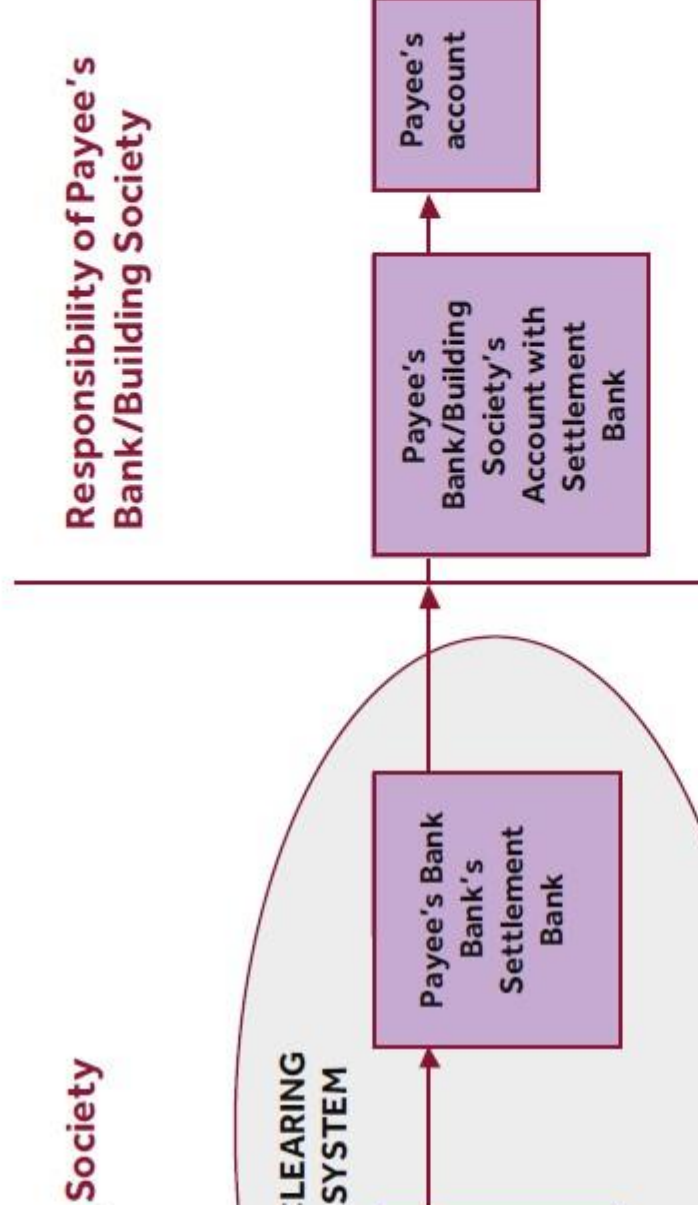 Responsibility of Payee's
Bank/Building Society
Society
CLEARING
SYSTEM
Payee's Bank
Bank's
Settlement
Bank
Payee's
Bank/Building
Society's
Account with
Settlement
Bank
Payee's
account